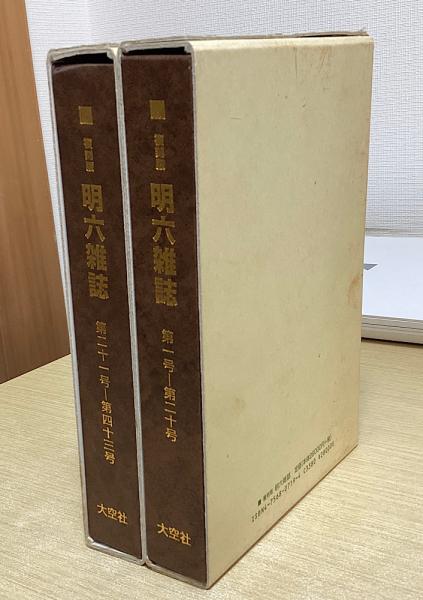 復刻版
明六雑誌
第二十一号―第四十三号
大空社
復刻版
明六雑誌
第一号―第二十号
大空社